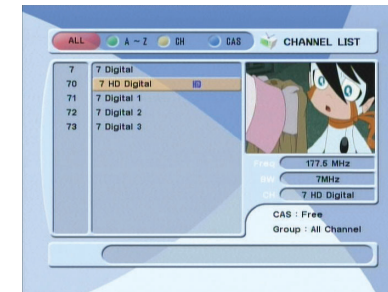 ALL A ~ Z CH CAS CHANNEL LIST
7 7 Digital
70 7 HD Digital HD
71 7 Digital 1
72 7 Digital 2
73 7 Digital 3
Freq 177.5 MHz
BW 7MHz
CH 7 HD Digital
CAS : Free
Group : All Channel